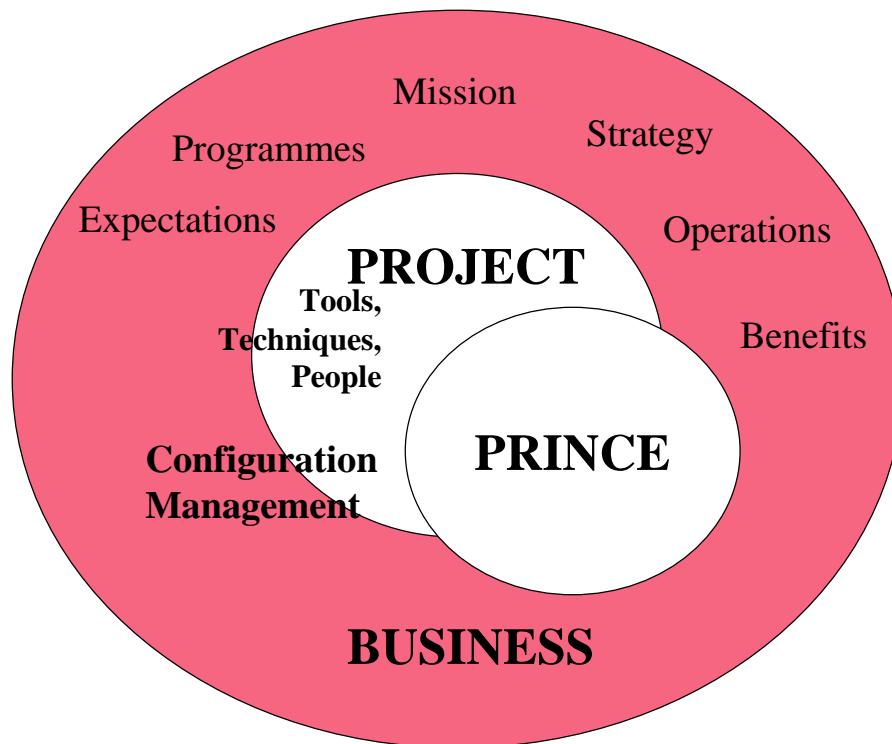 Mission
Strategy
Programmes
Expectations
Operations
PROJECT
Tools,
Techniques,
People
Benefits
Configuration
Management
PRINCE
BUSINESS